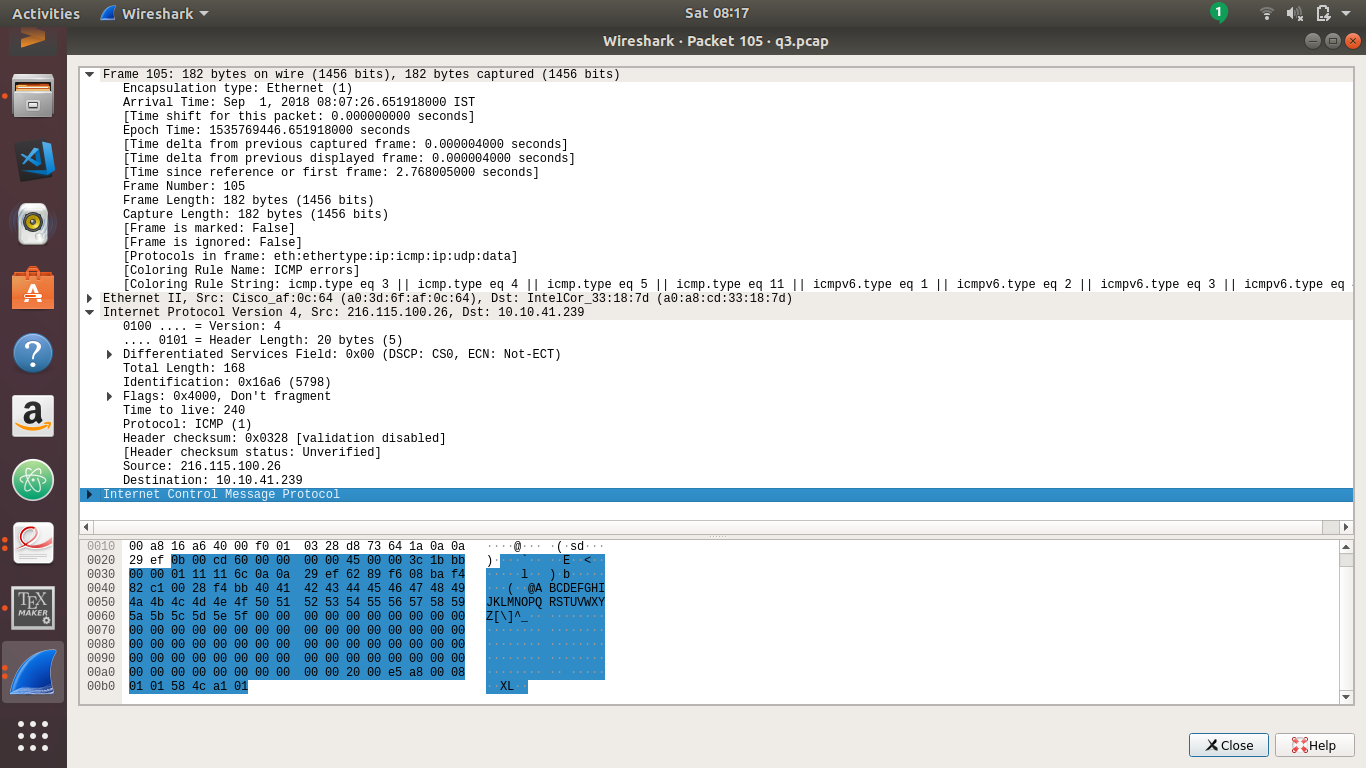 Activities Wireshark Sat 08:17 1
Wireshark · Packet 105 · q3.pcap
Frame 105: 182 bytes on wire (1456 bits), 182 bytes captured (1456 bits)
Encapsulation type: Ethernet (1)
Arrival Time: Sep  1, 2018 08:07:26.651918000 IST
[Time shift for this packet: 0.000000000 seconds]
Epoch Time: 1535769446.651918000 seconds
[Time delta from previous captured frame: 0.000004000 seconds]
[Time delta from previous displayed frame: 0.000004000 seconds]
[Time since reference or first frame: 2.768005000 seconds]
Frame Number: 105
Frame Length: 182 bytes (1456 bits)
Capture Length: 182 bytes (1456 bits)
[Frame is marked: False]
[Frame is ignored: False]
[Protocols in frame: eth:ethertype:ip:icmp:ip:udp:data]
[Coloring Rule Name: ICMP errors]
[Coloring Rule String: icmp.type eq 3 || icmp.type eq 4 || icmp.type eq 5 || icmp.type eq 11 || icmpv6.type eq 1 || icmpv6.type eq 2 || icmpv6.type eq 3 || icmpv6.type eq
Ethernet II, Src: Cisco_af:0c:64 (a0:3d:6f:af:0c:64), Dst: IntelCor_33:18:7d (a0:a8:cd:33:18:7d)
Internet Protocol Version 4, Src: 216.115.100.26, Dst: 10.10.41.239
0100 .... = Version: 4
.... 0101 = Header Length: 20 bytes (5)
Differentiated Services Field: 0x00 (DSCP: CS0, ECN: Not-ECT)
Total Length: 168
Identification: 0x16a6 (5798)
Flags: 0x4000, Don't fragment
Time to live: 240
Protocol: ICMP (1)
Header checksum: 0x0328 [validation disabled]
[Header checksum status: Unverified]
Source: 216.115.100.26
Destination: 10.10.41.239
Internet Control Message Protocol
0010 00 a8 16 a6 40 00 f0 01 03 28 d8 73 64 1a 0a 0a ····@··· ·(·sd···
0020 29 ef 0b 00 cd 60 00 00 00 00 45 00 00 3c 1b bb )····`·· ··E··<··
0030 00 00 01 11 11 6c 0a 0a 29 ef 62 89 f6 08 ba f4 ·····l·· )·b·····
0040 82 c1 00 28 f4 bb 40 41 42 43 44 45 46 47 48 49 ···(··@A BCDEFGHI
0050 4a 4b 4c 4d 4e 4f 50 51 52 53 54 55 56 57 58 59 JKLMNOPQ RSTUVWXY
0060 5a 5b 5c 5d 5e 5f 00 00 00 00 00 00 00 00 00 00 Z[\]^_·· ········
0070 00 00 00 00 00 00 00 00 00 00 00 00 00 00 00 00 ········ ········
0080 00 00 00 00 00 00 00 00 00 00 00 00 00 00 00 00 ········ ········
0090 00 00 00 00 00 00 00 00 00 00 00 00 00 00 00 00 ········ ········
00a0 00 00 00 00 00 00 00 00 00 00 20 00 e5 a8 00 08 ········ ·· ·····
00b0 01 01 58 4c a1 01 ··XL··
TEX
MAKER
Close Help